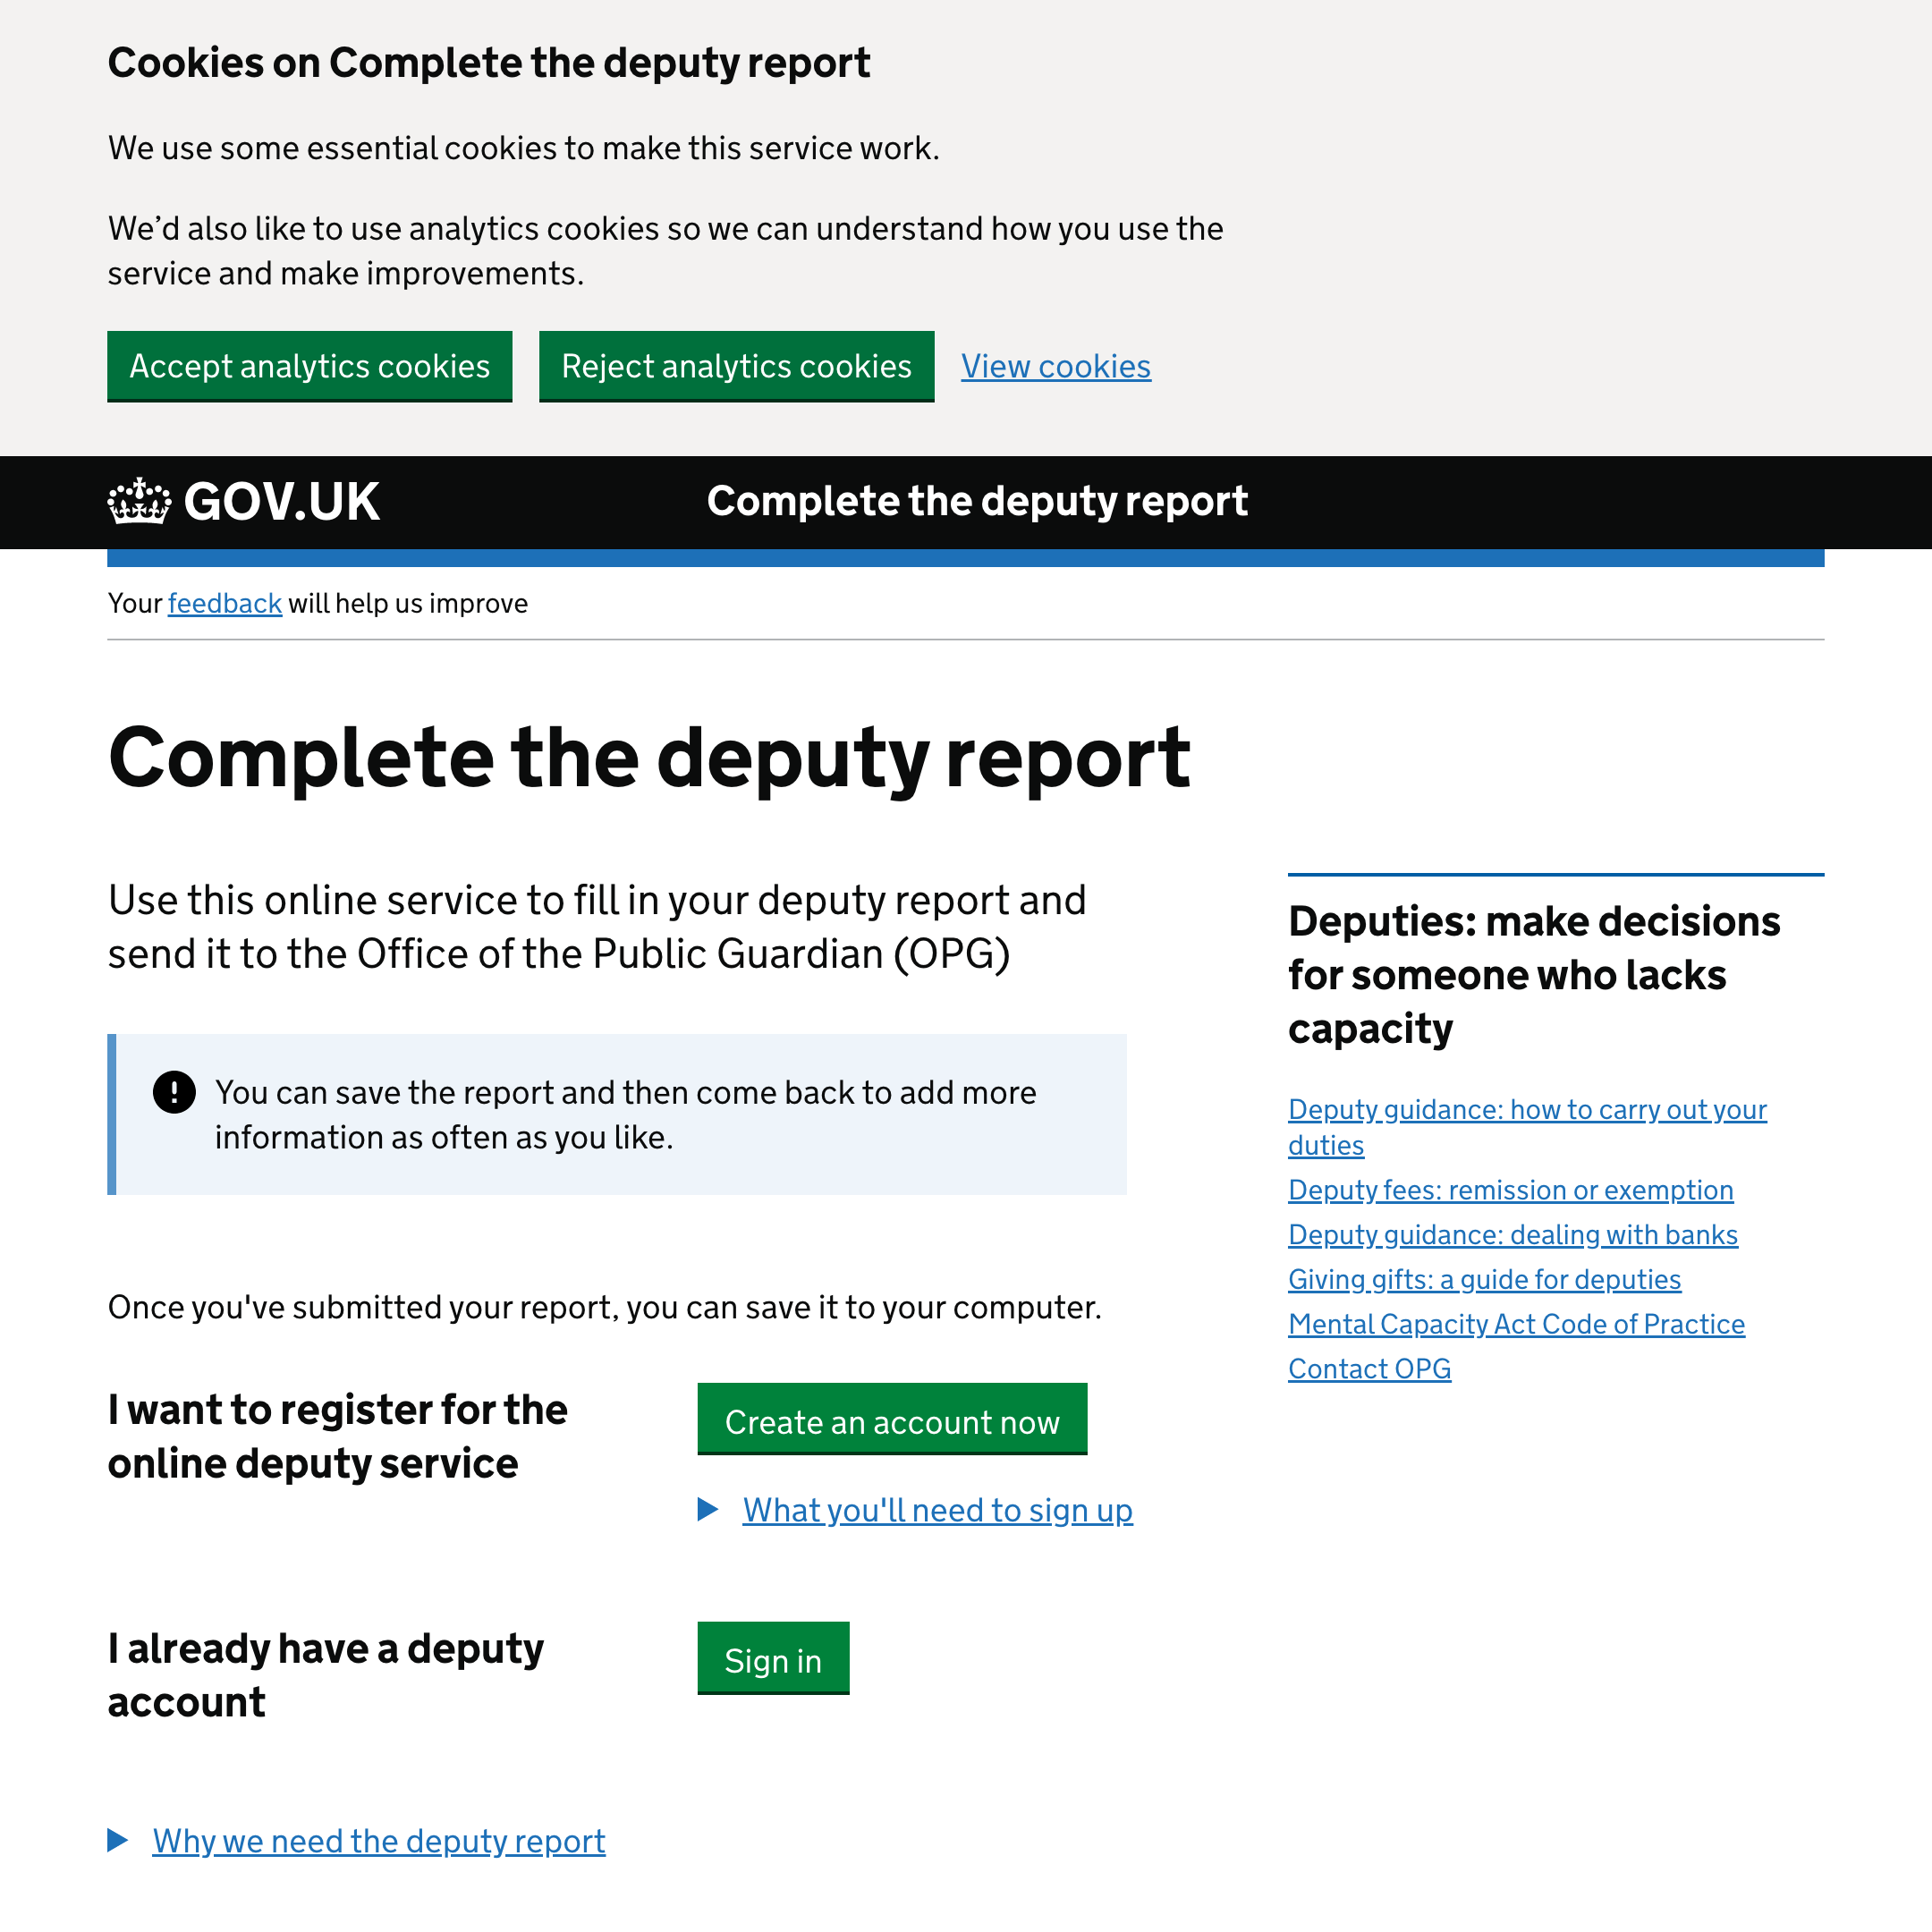 Cookies on Complete the deputy report
We use some essential cookies to make this service work.
We’d also like to use analytics cookies so we can understand how you use the
service and make improvements.
Accept analytics cookies
Reject analytics cookies
View cookies
GOV.UK
Complete the deputy report
Your feedback will help us improve
Complete the deputy report
Use this online service to fill in your deputy report and
send it to the Office of the Public Guardian (OPG)
! You can save the report and then come back to add more
information as often as you like.
Once you've submitted your report, you can save it to your computer.
I want to register for the
online deputy service
Create an account now
What you'll need to sign up
I already have a deputy
account
Sign in
Why we need the deputy report
Deputies: make decisions
for someone who lacks
capacity
Deputy guidance: how to carry out your
duties
Deputy fees: remission or exemption
Deputy guidance: dealing with banks
Giving gifts: a guide for deputies
Mental Capacity Act Code of Practice
Contact OPG